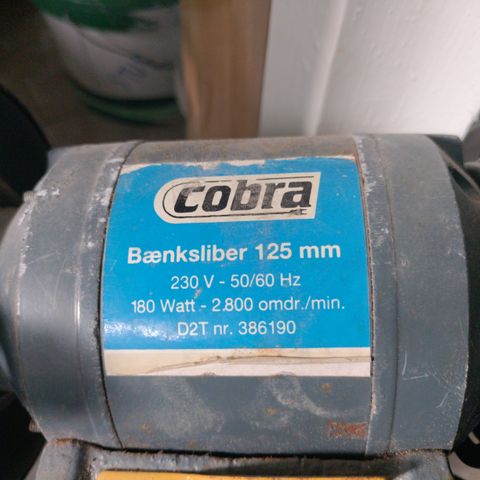 cobra
Bænksliber 125 mm
230 V - 50/60 Hz
180 Watt - 2.800 omdr./min.
D2T nr. 386190